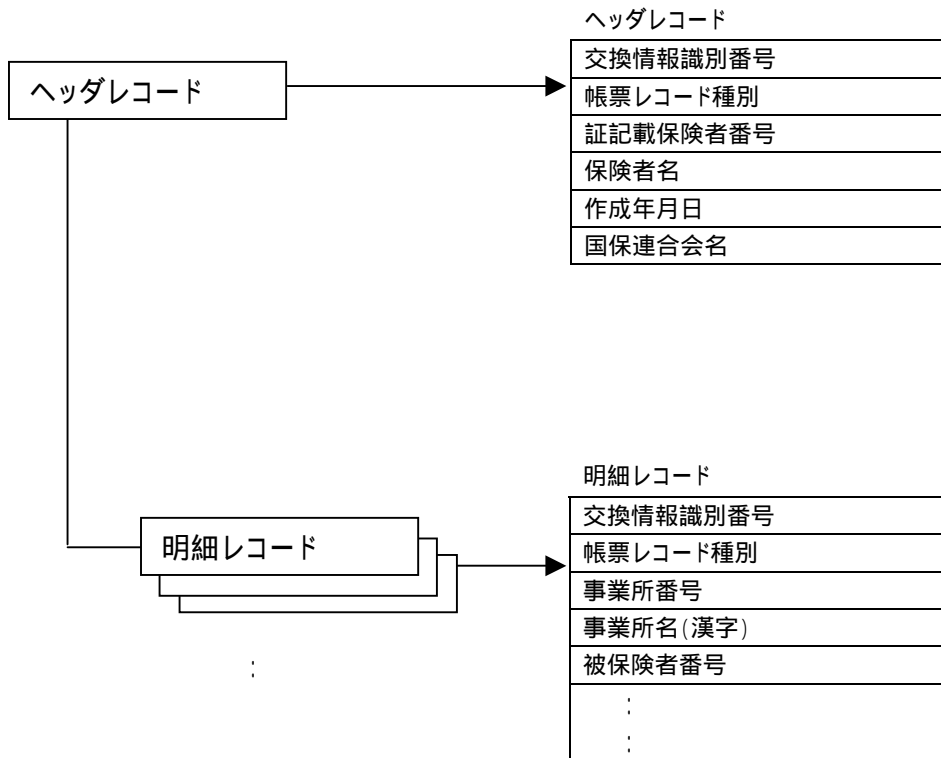 ヘッダレコード
ヘッダレコード
交換情報識別番号
帳票レコード種別
証記載保険者番号
保険者名
作成年月日
国保連合会名
明細レコード
明細レコード
交換情報識別番号
帳票レコード種別
事業所番号
事業所名(漢字)
被保険者番号
:
:
: